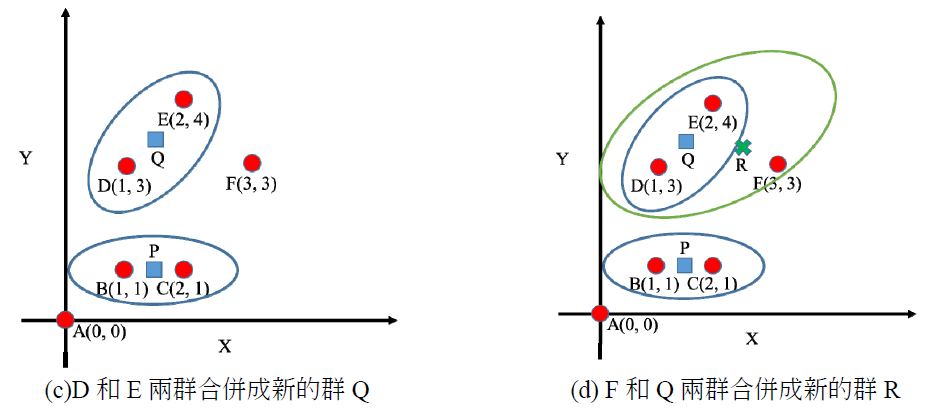 Y
E(2, 4)
Q
D(1, 3)
F(3, 3)
P
B(1, 1) C(2, 1)
A(0, 0)
X
(c)D 和 E 兩群合併成新的群 Q
Y
E(2, 4)
Q
R
D(1, 3)
F(3, 3)
P
B(1, 1) C(2, 1)
A(0, 0)
X
(d) F 和 Q 兩群合併成新的群 R